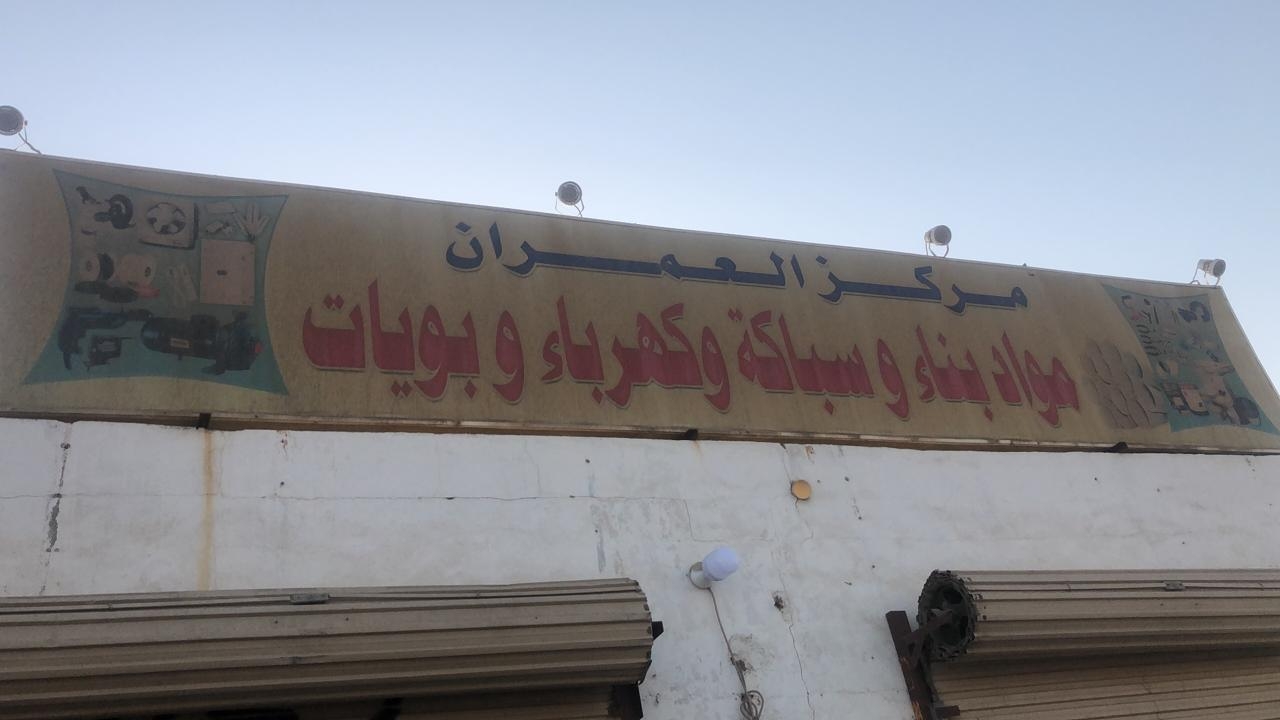 مركز العمران
مواد بناء و سباكة وكهرباء و بويات